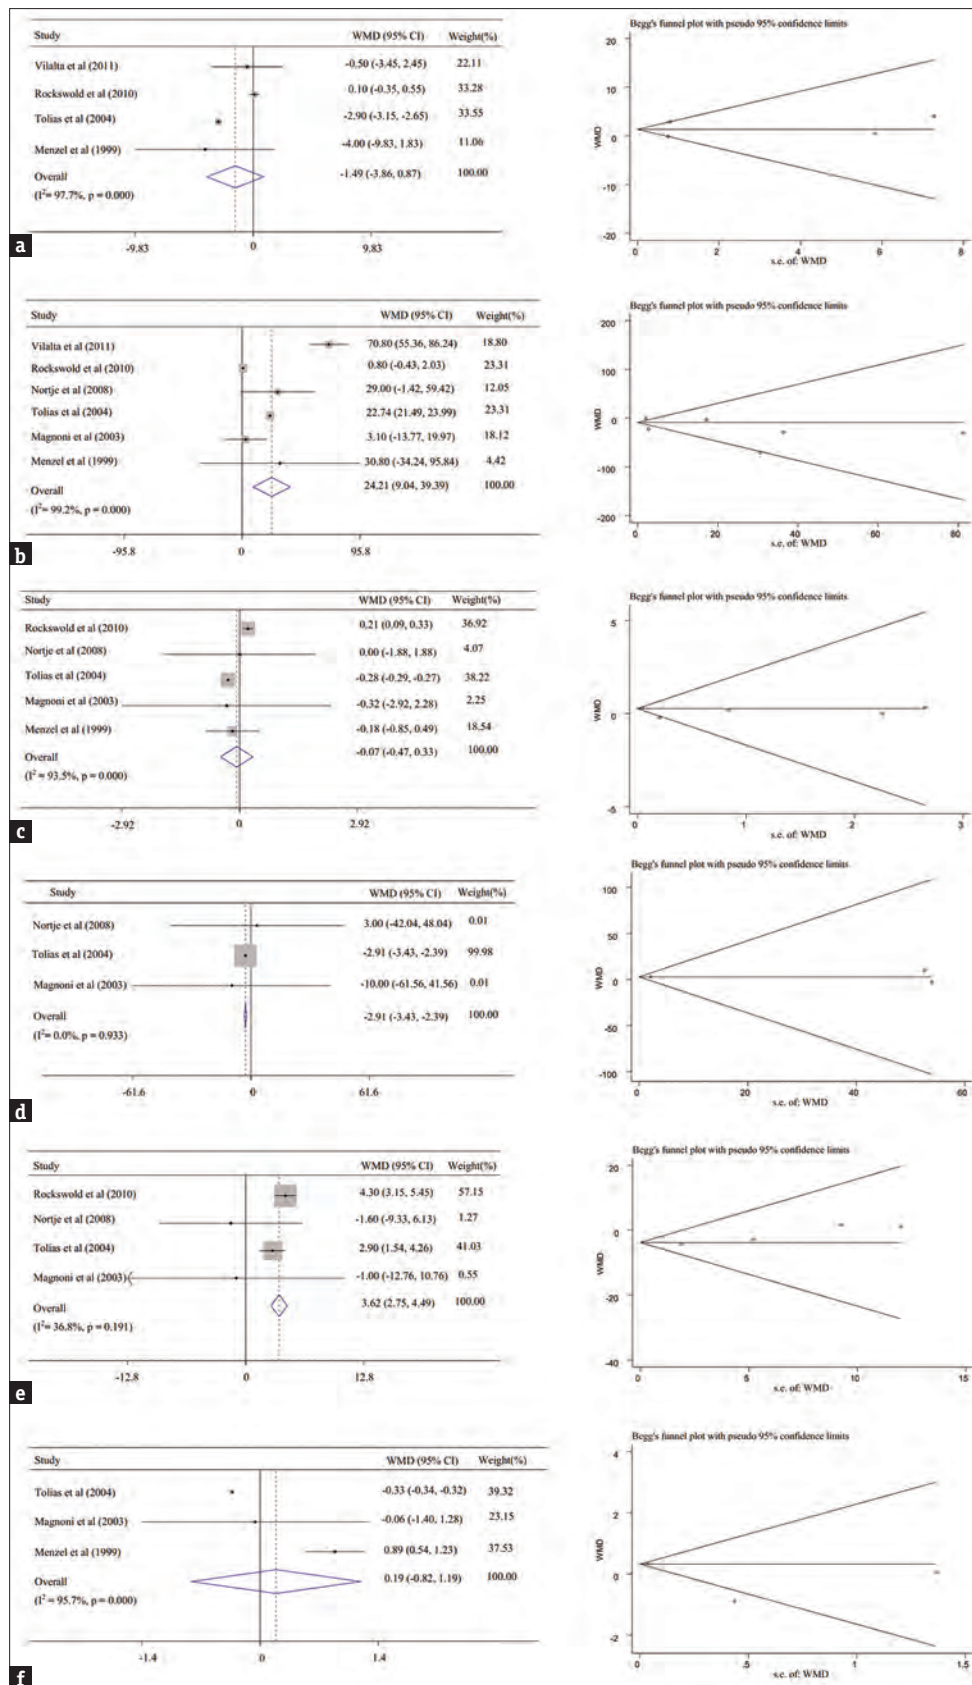 Study WMD (95% CI) Weight(%)
Vilalta et al (2011) -0.50 (-3.45, 2.45) 22.11
Rockswold et al (2010) 0.10 (-0.35, 0.55) 33.28
Tolias et al (2004) -2.90 (-3.15, -2.65) 33.55
Menzel et al (1999) -4.00 (-9.83, 1.83) 11.06
Overall -1.49 (-3.86, 0.87) 100.00
(I²= 97.7%, p = 0.000)
-9.83 0 9.83
a
Begg's funnel plot with pseudo 95% confidence limits
20
10
0
-10
-20
WMD
0 2 4 6 8
s.e. of: WMD
Study WMD (95% CI) Weight(%)
Vilalta et al (2011) 70.80 (55.36, 86.24) 18.80
Rockswold et al (2010) 0.80 (-0.43, 2.03) 23.31
Nortje et al (2008) 29.00 (-1.42, 59.42) 12.05
Tolias et al (2004) 22.74 (21.49, 23.99) 23.31
Magnoni et al (2003) 3.10 (-13.77, 19.97) 18.12
Menzel et al (1999) 30.80 (-34.24, 95.84) 4.42
Overall 24.21 (9.04, 39.39) 100.00
(I²= 99.2%, p = 0.000)
-95.8 0 95.8
b
Begg's funnel plot with pseudo 95% confidence limits
200
100
0
-100
-200
WMD
0 20 40 60 80
s.e. of: WMD
Study WMD (95% CI) Weight(%)
Rockswold et al (2010) 0.21 (0.09, 0.33) 36.92
Nortje et al (2008) 0.00 (-1.88, 1.88) 4.07
Tolias et al (2004) -0.28 (-0.29, -0.27) 38.22
Magnoni et al (2003) -0.32 (-2.92, 2.28) 2.25
Menzel et al (1999) -0.18 (-0.85, 0.49) 18.54
Overall -0.07 (-0.47, 0.33) 100.00
(I² = 93.5%, p = 0.000)
-2.92 0 2.92
c
Begg's funnel plot with pseudo 95% confidence limits
5
0
-5
WMD
0 1 2 3
s.e. of: WMD
Study WMD (95% CI) Weight(%)
Nortje et al (2008) 3.00 (-42.04, 48.04) 0.01
Tolias et al (2004) -2.91 (-3.43, -2.39) 99.98
Magnoni et al (2003) -10.00 (-61.56, 41.56) 0.01
Overall -2.91 (-3.43, -2.39) 100.00
(I²= 0.0%, p = 0.933)
-61.6 0 61.6
d
Begg's funnel plot with pseudo 95% confidence limits
100
50
0
-50
-100
WMD
0 20 40 60
s.e. of: WMD
Study WMD (95% CI) Weight(%)
Rockswold et al (2010) 4.30 (3.15, 5.45) 57.15
Nortje et al (2008) -1.60 (-9.33, 6.13) 1.27
Tolias et al (2004) 2.90 (1.54, 4.26) 41.03
Magnoni et al (2003) -1.00 (-12.76, 10.76) 0.55
Overall 3.62 (2.75, 4.49) 100.00
(I²= 36.8%, p = 0.191)
-12.8 0 12.8
e
Begg's funnel plot with pseudo 95% confidence limits
20
0
-20
-40
WMD
0 5 10 15
s.e. of: WMD
Study WMD (95% CI) Weight(%)
Tolias et al (2004) -0.33 (-0.34, -0.32) 39.32
Magnoni et al (2003) -0.06 (-1.40, 1.28) 23.15
Menzel et al (1999) 0.89 (0.54, 1.23) 37.53
Overall 0.19 (-0.82, 1.19) 100.00
(I²= 95.7%, p = 0.000)
-1.4 0 1.4
f
Begg's funnel plot with pseudo 95% confidence limits
4
2
0
-2
WMD
0 .5 1 1.5
s.e. of: WMD